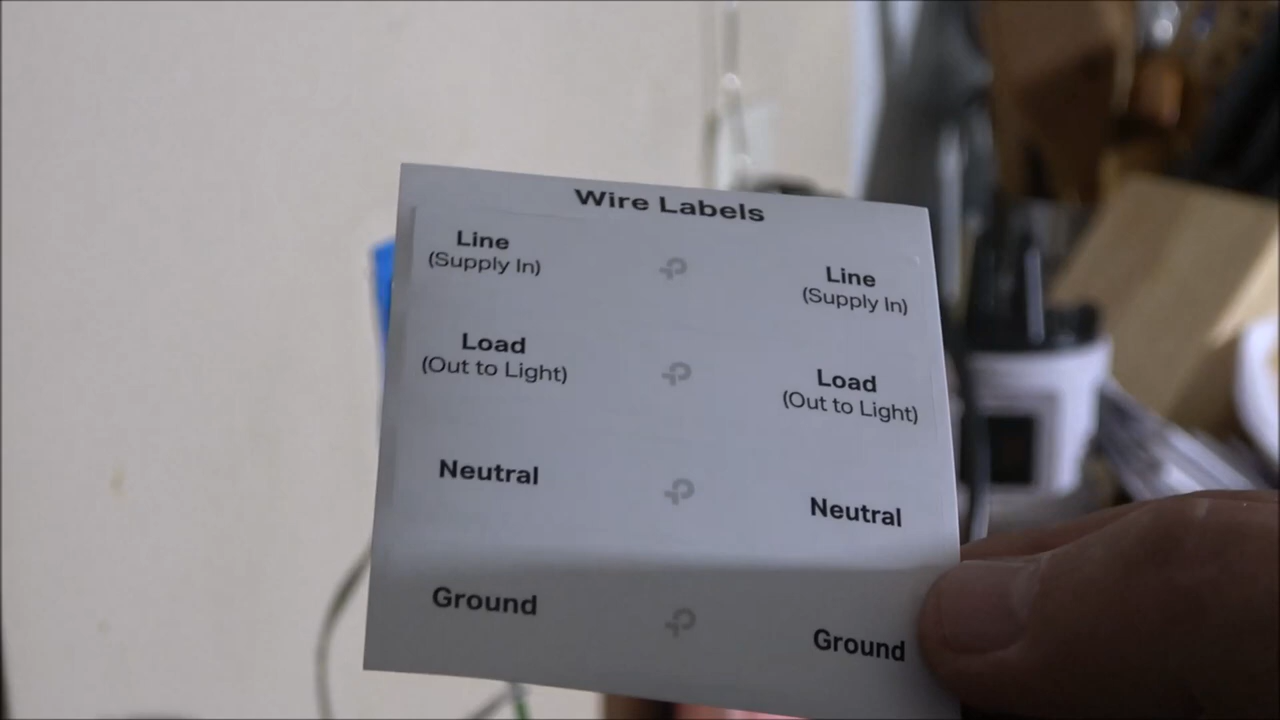 Wire Labels
Line
(Supply In)
Line
(Supply In)
Load
(Out to Light)
Load
(Out to Light)
Neutral
Neutral
Ground
Ground